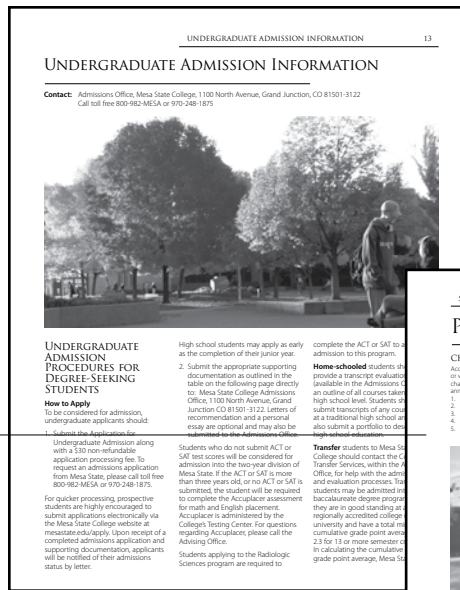 UNDERGRADUATE ADMISSION INFORMATION 13
UNDERGRADUATE ADMISSION INFORMATION
Contact: Admissions Office, Mesa State College, 1100 North Avenue, Grand Junction, CO 81501-3122
Call toll free 800-982-MESA or 970-248-1875
UNDERGRADUATE
ADMISSION
PROCEDURES FOR
DEGREE-SEEKING
STUDENTS
How to Apply
To be considered for admission,
undergraduate applicants should:
1. Submit the Application for
Undergraduate Admission along
with a $30 non-refundable
application processing fee. To
request an admissions application
from Mesa State, please call toll free
800-982-MESA or 970-248-1875.
For quicker processing, prospective
students are highly encouraged to
submit applications electronically via
the Mesa State College website at
mesastate.edu/apply. Upon receipt of a
completed admissions application and
supporting documentation, applicants
will be notified of their admissions
status by letter.
High school students may apply as early
as the completion of their junior year.
2. Submit the appropriate supporting
documentation as outlined in the
table on the following page directly
to: Mesa State College Admissions
Office, 1100 North Avenue, Grand
Junction CO 81501-3122. Letters of
recommendation and a personal
essay are optional and may also be
submitted to the Admissions Office.
Students who do not submit ACT or
SAT test scores will be considered for
admission into the two-year division of
Mesa State. If the ACT or SAT is more
than three years old, or no ACT or SAT is
submitted, the student will be required
to complete the Accuplacer assessment
for math and English placement.
Accuplacer is administered by the
College's Testing Center. For questions
regarding Accuplacer, please call the
Advising Office.
Students applying to the Radiologic
Sciences program are required to
complete the ACT or SAT to a
admission to this program.
Home-schooled students sh
provide a transcript evaluation
(available in the Admissions O
an outline of all courses taken
high school level. Students sh
submit transcripts of any cou
at a traditional high school an
also submit a portfolio to des
high school education.
Transfer students to Mesa St
College should contact the C
Transfer Services, within the A
Office, for help with the admi
and evaluation processes. Tra
students may be admitted int
baccalaureate degree program
they are in good standing at a
regionally accredited college
university and have a total mi
cumulative grade point avera
2.3 for 13 or more semester c
In calculating the cumulative
grade point average, Mesa Sta
P
1.
2.
3.
4.
5.